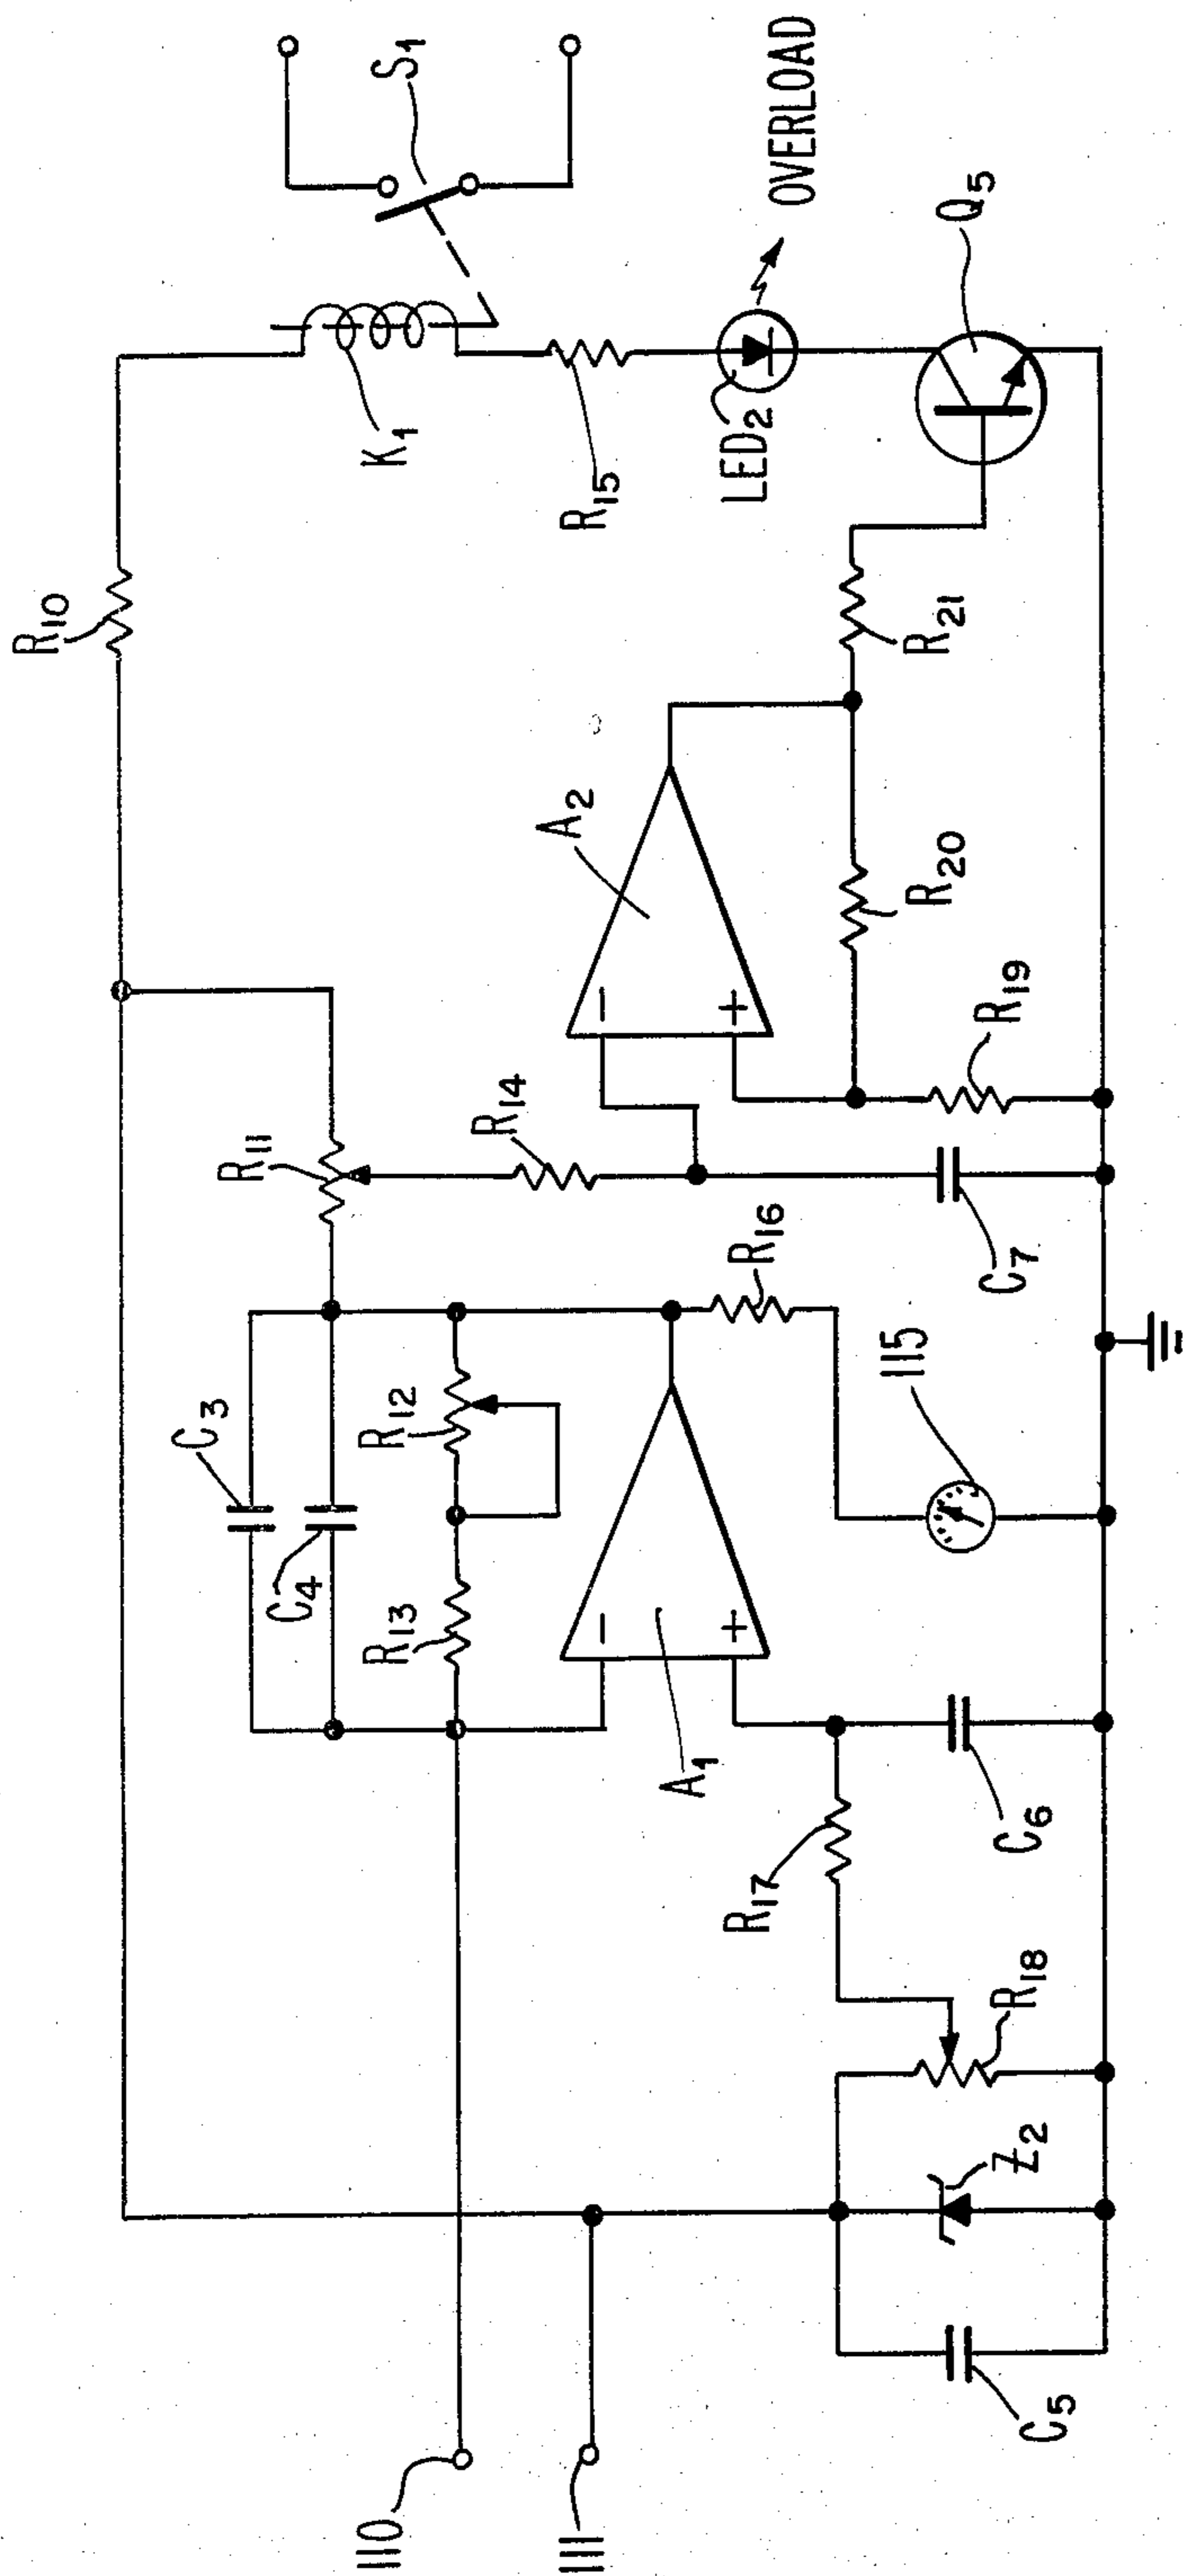 R10
S1
K1
R11
C3
C4
R12
R13
R14
R15
A2
LED2
OVERLOAD
R16
A1
R21
R20
R17
Q5
115
R19
C7
C6
R18
Z2
C5
110
111
−
+
−
+